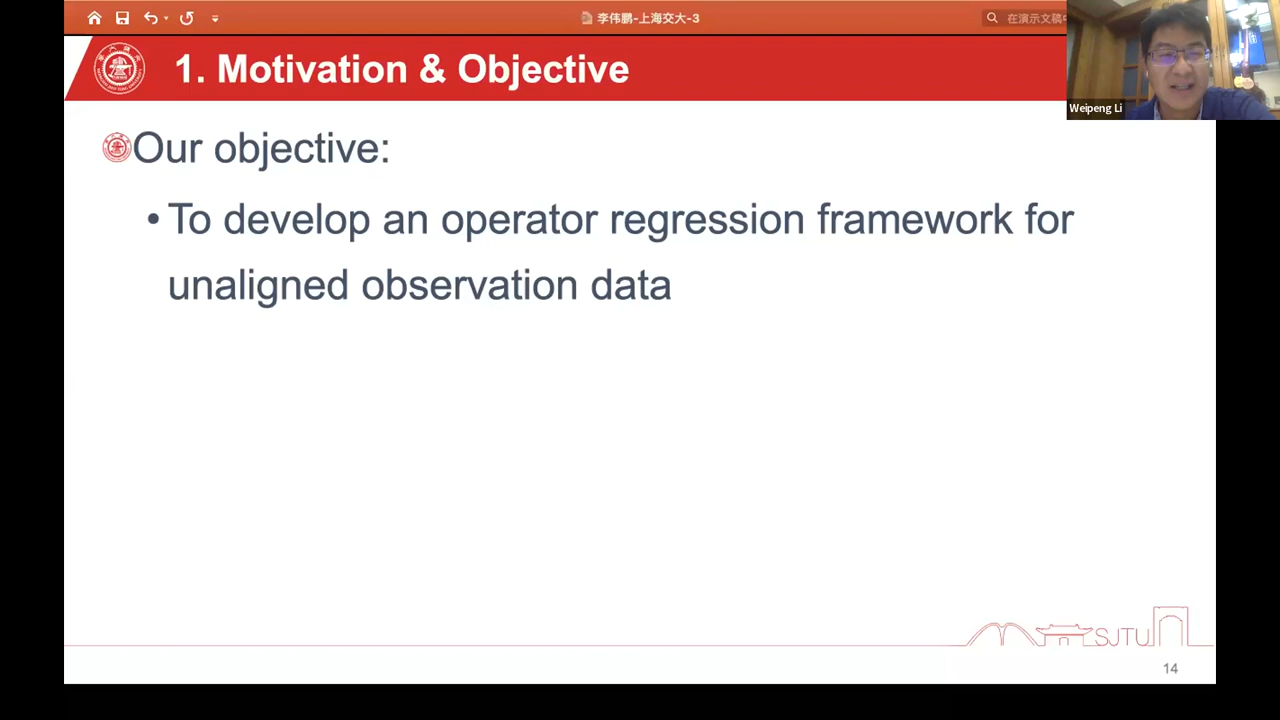 李伟鹏-上海交大-3
在演示文稿中
Weipeng Li
1. Motivation & Objective
Our objective:
• To develop an operator regression framework for
unaligned observation data
SJTU
14